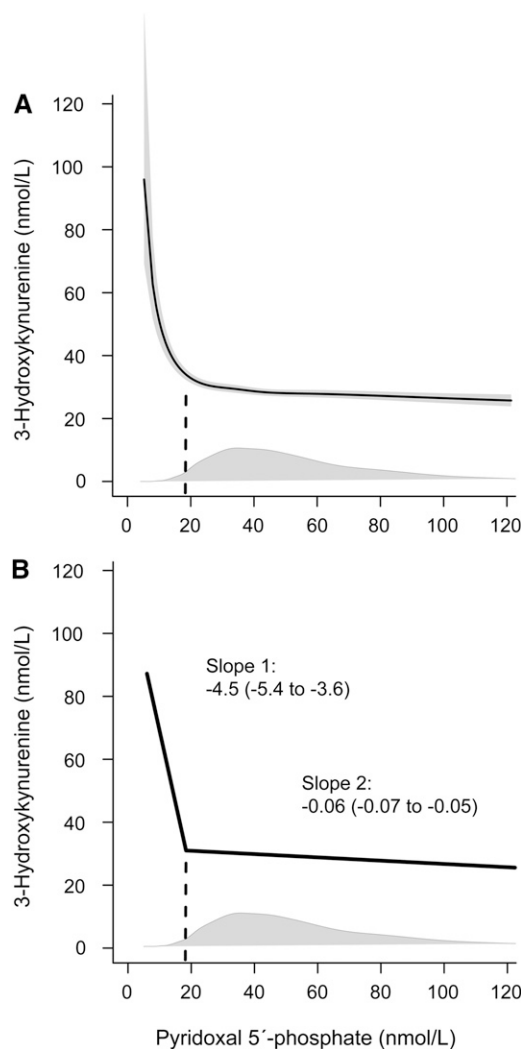 A
3-Hydroxykynurenine (nmol/L)
120
100
80
60
40
20
0
0 20 40 60 80 100 120
B
3-Hydroxykynurenine (nmol/L)
120
100
80
60
40
20
0
Slope 1:
-4.5 (-5.4 to -3.6)
Slope 2:
-0.06 (-0.07 to -0.05)
0 20 40 60 80 100 120
Pyridoxal 5´-phosphate (nmol/L)